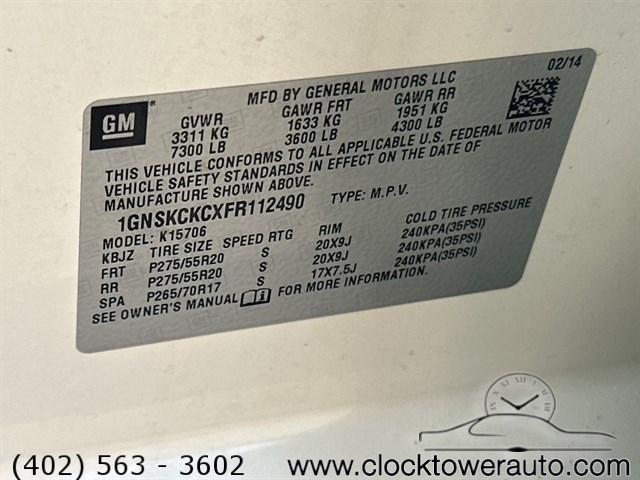 02/14
GM
MFD BY GENERAL MOTORS LLC
GVWR GAWR FRT GAWR RR
3311 KG 1633 KG 1951 KG
7300 LB 3600 LB 4300 LB
THIS VEHICLE CONFORMS TO ALL APPLICABLE U.S. FEDERAL MOTOR
VEHICLE SAFETY STANDARDS IN EFFECT ON THE DATE OF
MANUFACTURE SHOWN ABOVE.
1GNSKCKCXFR112490 TYPE: M.P.V.
MODEL: K15706
KBJZ TIRE SIZE SPEED RTG RIM COLD TIRE PRESSURE
FRT P275/55R20 S 20X9J 240KPA(35PSI)
RR P275/55R20 S 20X9J 240KPA(35PSI)
SPA P265/70R17 S 17X7.5J 240KPA(35PSI)
SEE OWNER'S MANUAL FOR MORE INFORMATION.
(402) 563 - 3602 www.clocktowerauto.com